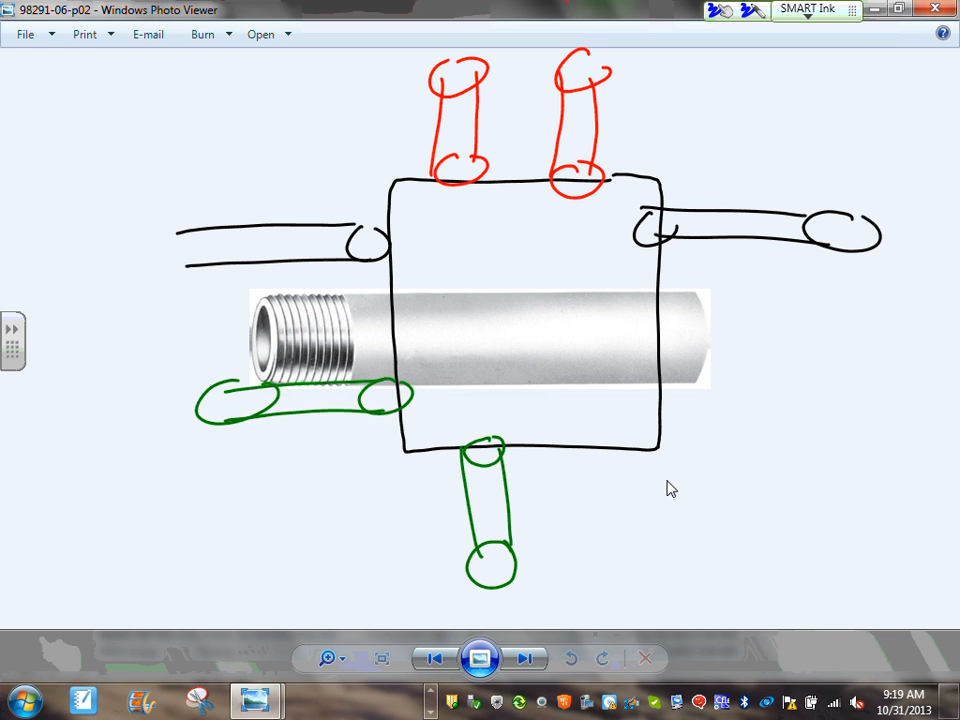 98291-06-p02 - Windows Photo Viewer
SMART Ink
File Print E-mail Burn Open
9:19 AM
10/31/2013